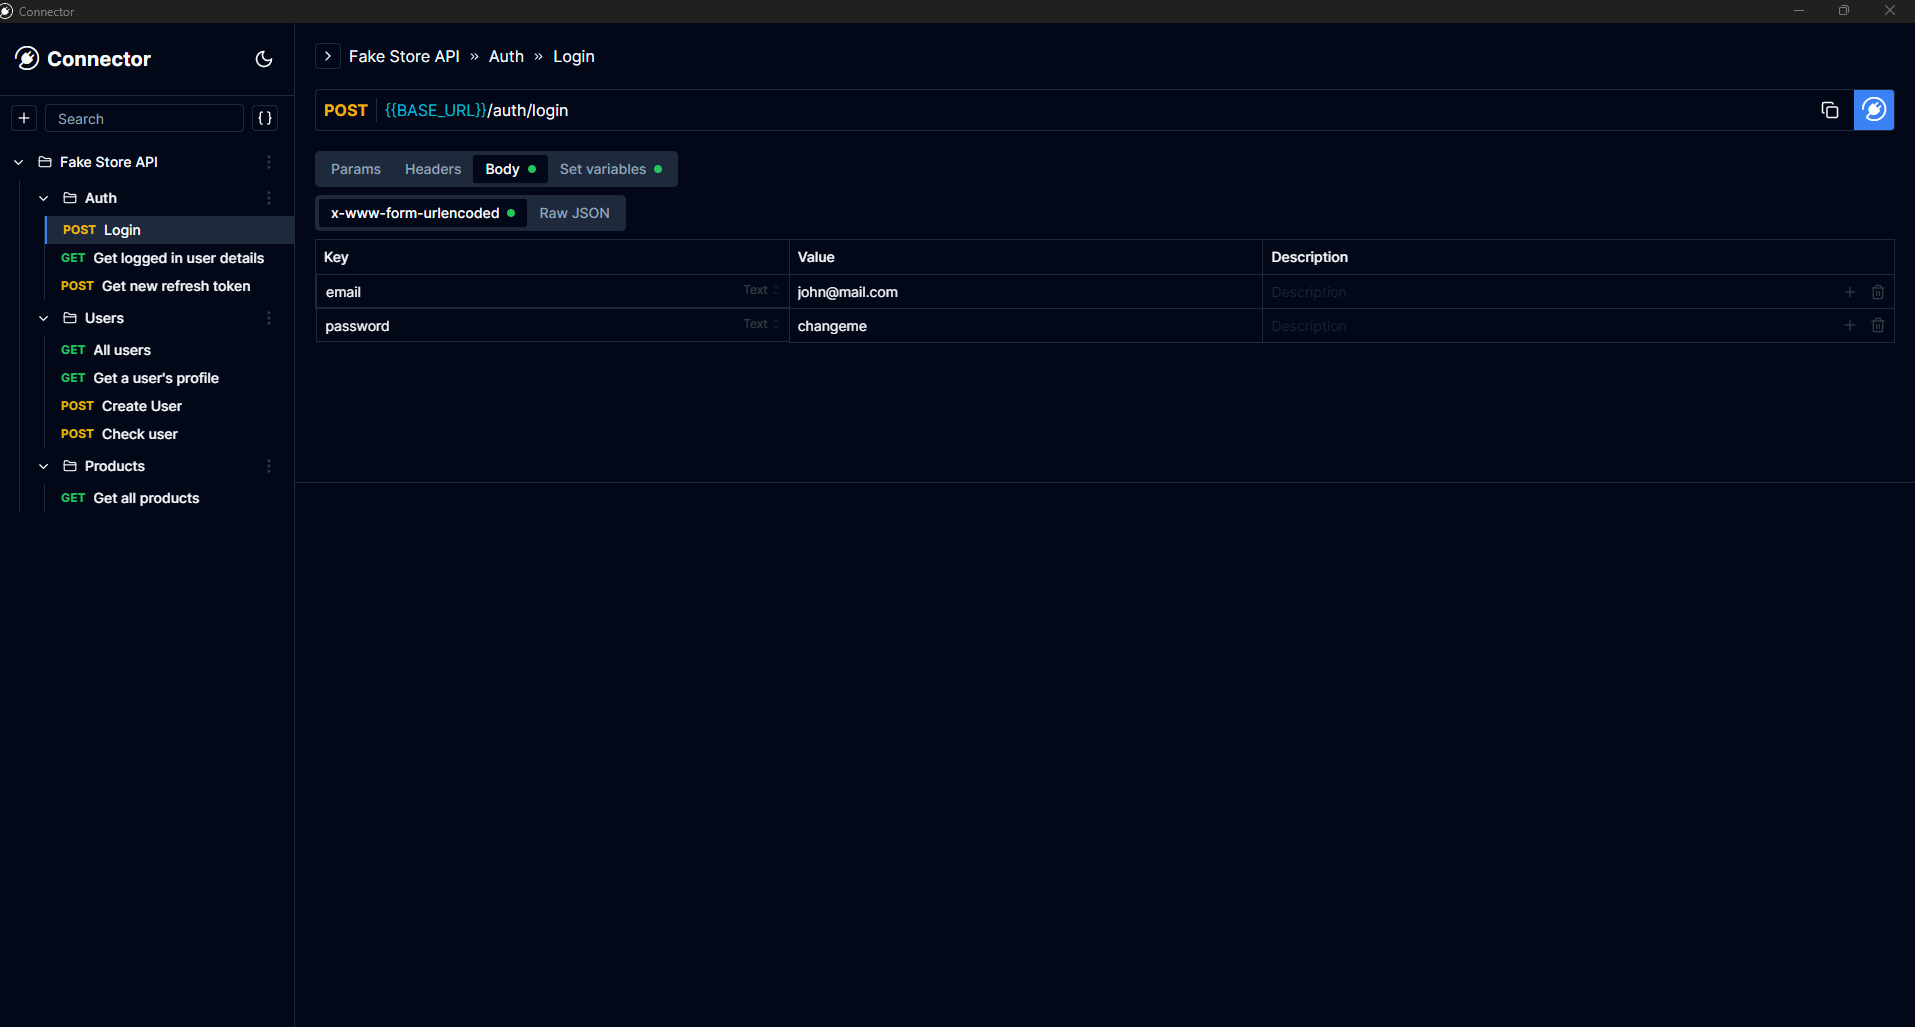 Connector
Connector
Search
{}
Fake Store API
Auth
POST Login
GET Get logged in user details
POST Get new refresh token
Users
GET All users
GET Get a user's profile
POST Create User
POST Check user
Products
GET Get all products
Fake Store API » Auth » Login
POST {{BASE_URL}}/auth/login
Params Headers Body Set variables
x-www-form-urlencoded Raw JSON
Key Value Description
email Text john@mail.com Description
password Text changeme Description